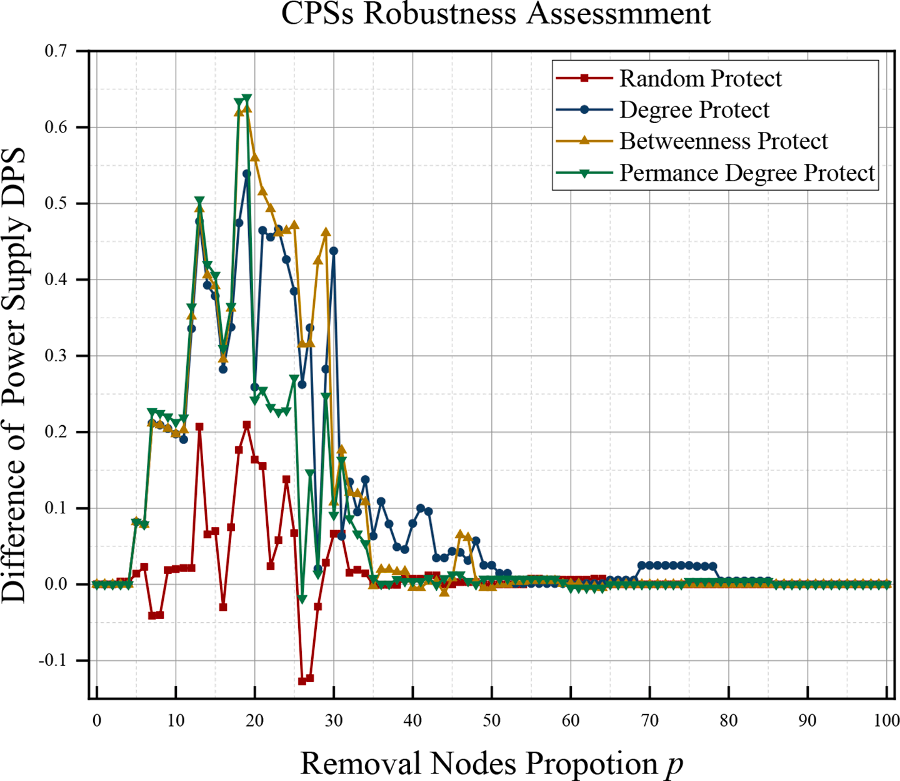 CPSs Robustness Assessmment
Difference of Power Supply DPS
0.7
0.6
0.5
0.4
0.3
0.2
0.1
0.0
-0.1
Random Protect
Degree Protect
Betweenness Protect
Permance Degree Protect
0 10 20 30 40 50 60 70 80 90 100
Removal Nodes Propotion p